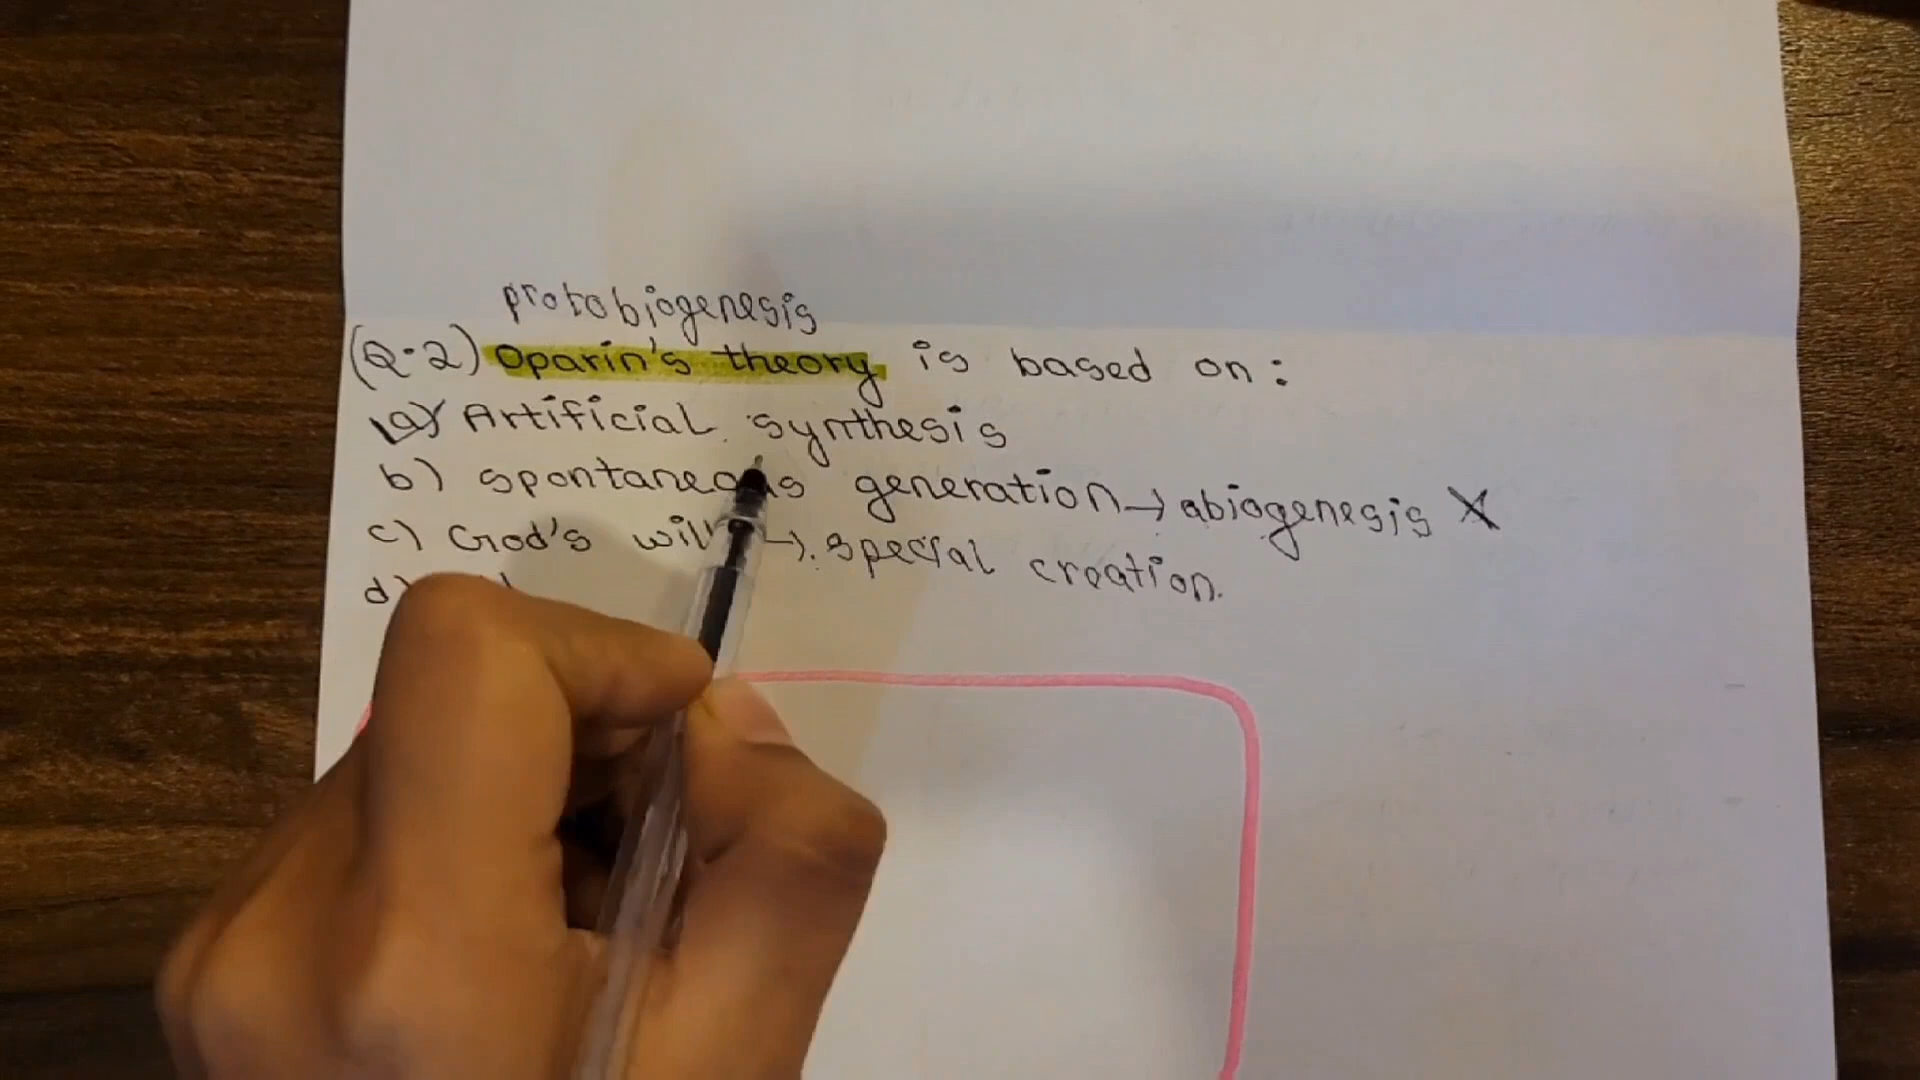 protobiogenesis
(Q.2) Oparin's theory is based on:
a) Artificial synthesis
b) spontaneous generation → abiogenesis X
c) God's will → special creation.
d)